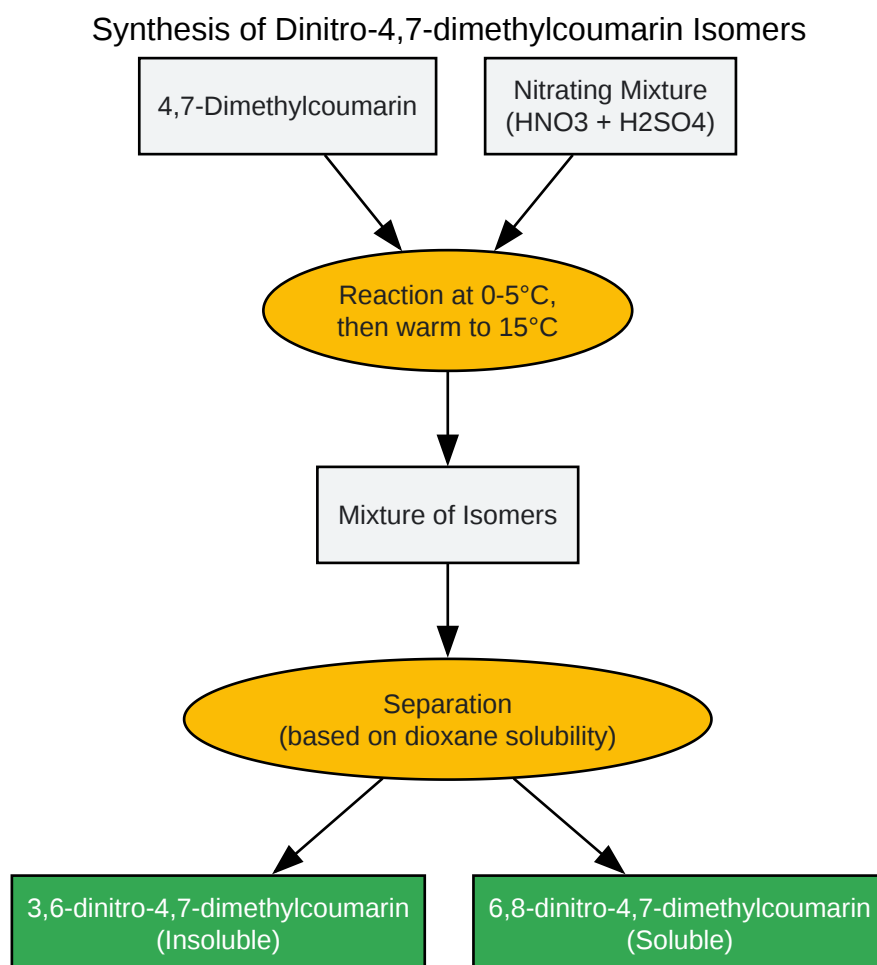 Synthesis of Dinitro-4,7-dimethylcoumarin Isomers
4,7-Dimethylcoumarin
Nitrating Mixture
(HNO3 + H2SO4)
Reaction at 0-5°C,
then warm to 15°C
Mixture of Isomers
Separation
(based on dioxane solubility)
3,6-dinitro-4,7-dimethylcoumarin
(Insoluble)
6,8-dinitro-4,7-dimethylcoumarin
(Soluble)